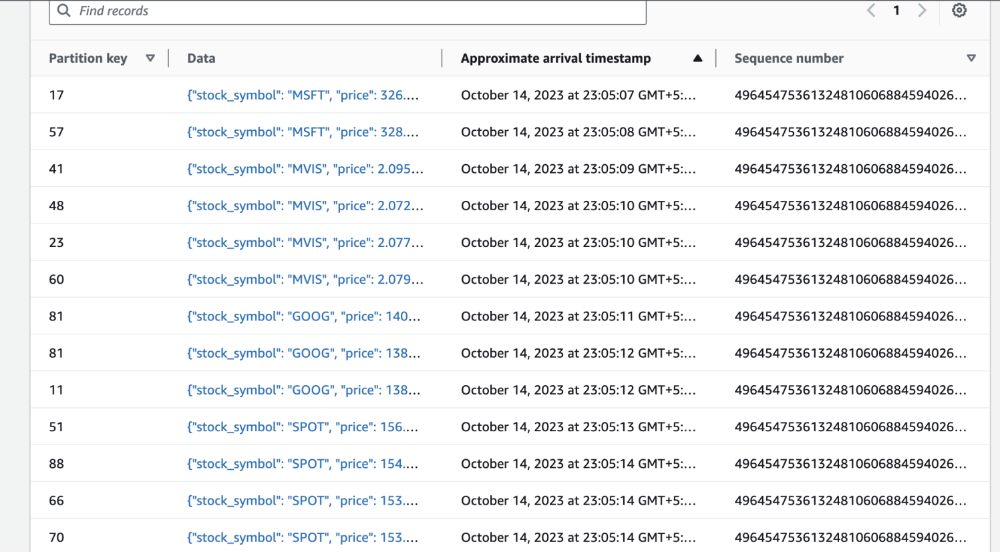 Find records 1
Partition key Data Approximate arrival timestamp Sequence number
17 {"stock_symbol": "MSFT", "price": 326.... October 14, 2023 at 23:05:07 GMT+5:...49645475361324810606884594026...
57 {"stock_symbol": "MSFT", "price": 328.... October 14, 2023 at 23:05:08 GMT+5:... 49645475361324810606884594026...
41 {"stock_symbol": "MVIS", "price": 2.095... October 14, 2023 at 23:05:09 GMT+5:... 49645475361324810606884594026...
48 {"stock_symbol": "MVIS", "price": 2.072... October 14, 2023 at 23:05:10 GMT+5:... 49645475361324810606884594026...
23 {"stock_symbol": "MVIS", "price": 2.077... October 14, 2023 at 23:05:10 GMT+5:... 49645475361324810606884594026...
60 {"stock_symbol": "MVIS", "price": 2.079... October 14, 2023 at 23:05:10 GMT+5:... 49645475361324810606884594026...
81 {"stock_symbol": "GOOG", "price": 140... October 14, 2023 at 23:05:11 GMT+5:... 49645475361324810606884594026...
81 {"stock_symbol": "GOOG", "price": 138... October 14, 2023 at 23:05:12 GMT+5:... 49645475361324810606884594026...
11 {"stock_symbol": "GOOG", "price": 138... October 14, 2023 at 23:05:12 GMT+5:... 49645475361324810606884594026...
51 {"stock_symbol": "SPOT", "price": 156.... October 14, 2023 at 23:05:13 GMT+5:... 49645475361324810606884594026...
88 {"stock_symbol": "SPOT", "price": 154.... October 14, 2023 at 23:05:14 GMT+5:... 49645475361324810606884594026...
66 {"stock_symbol": "SPOT", "price": 153.... October 14, 2023 at 23:05:14 GMT+5:... 49645475361324810606884594026...
70 {"stock_symbol": "SPOT", "price": 153.... October 14, 2023 at 23:05:14 GMT+5:... 49645475361324810606884594026...